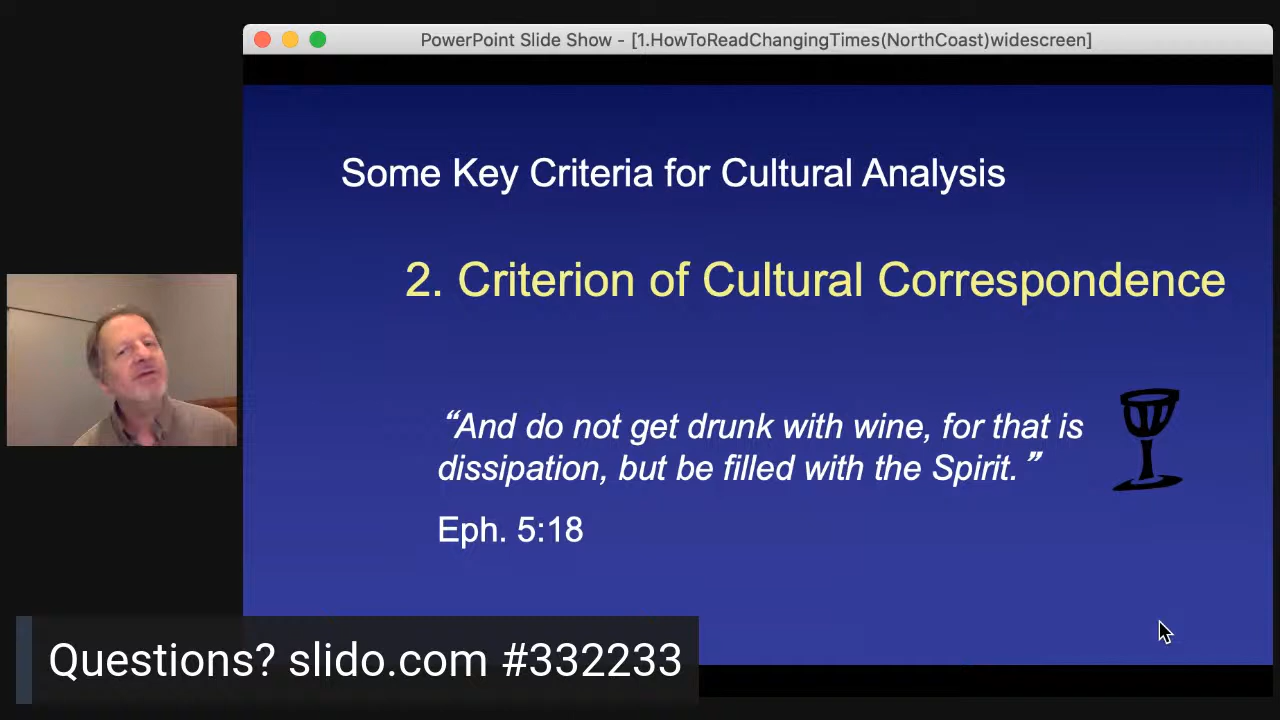 PowerPoint Slide Show - [1.HowToReadChangingTimes(NorthCoast)widescreen]
Some Key Criteria for Cultural Analysis
2. Criterion of Cultural Correspondence
“And do not get drunk with wine, for that is
dissipation, but be filled with the Spirit.”
Eph. 5:18
Questions? slido.com #332233